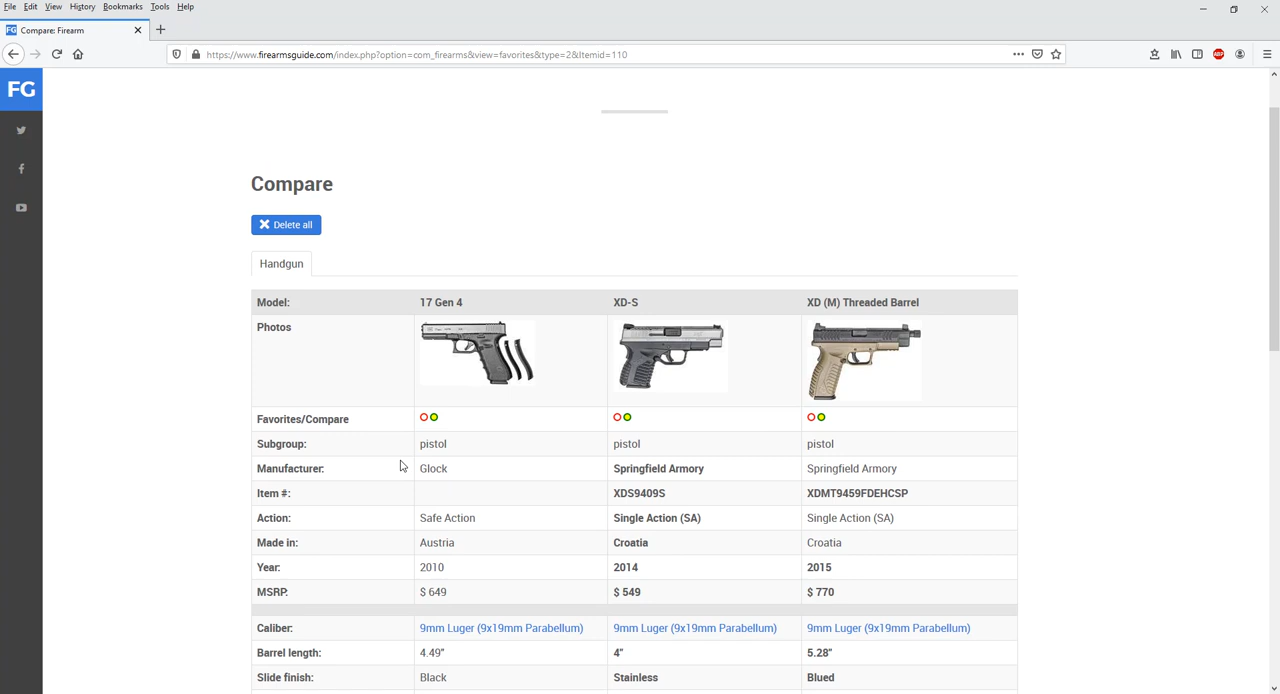 File Edit View History Bookmarks Tools Help
FG Compare: Firearm
https://www.firearmsguide.com/index.php?option=com_firearms&view=favorites&type=2&Itemid=110
ABP
FG
Compare
Delete all
Handgun
Model: 17 Gen 4 XD-S XD (M) Threaded Barrel
Photos
Favorites/Compare
Subgroup: pistol pistol pistol
Manufacturer: Glock Springfield Armory Springfield Armory
Item #: XDS9409S XDMT9459FDEHCSP
Action: Safe Action Single Action (SA) Single Action (SA)
Made in: Austria Croatia Croatia
Year: 2010 2014 2015
MSRP: $ 649 $ 549 $ 770
Caliber: 9mm Luger (9x19mm Parabellum) 9mm Luger (9x19mm Parabellum) 9mm Luger (9x19mm Parabellum)
Barrel length: 4.49" 4" 5.28"
Slide finish: Black Stainless Blued